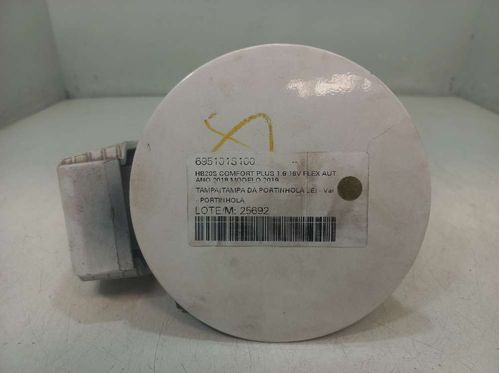 695101S100
HB20S COMFORT PLUS 1.6 16V FLEX AUT
ANO 2018 MODELO 2019
TAMPA/TAMPA DA PORTINHOLA
- PORTINHOLA
LOTE/M: 25692